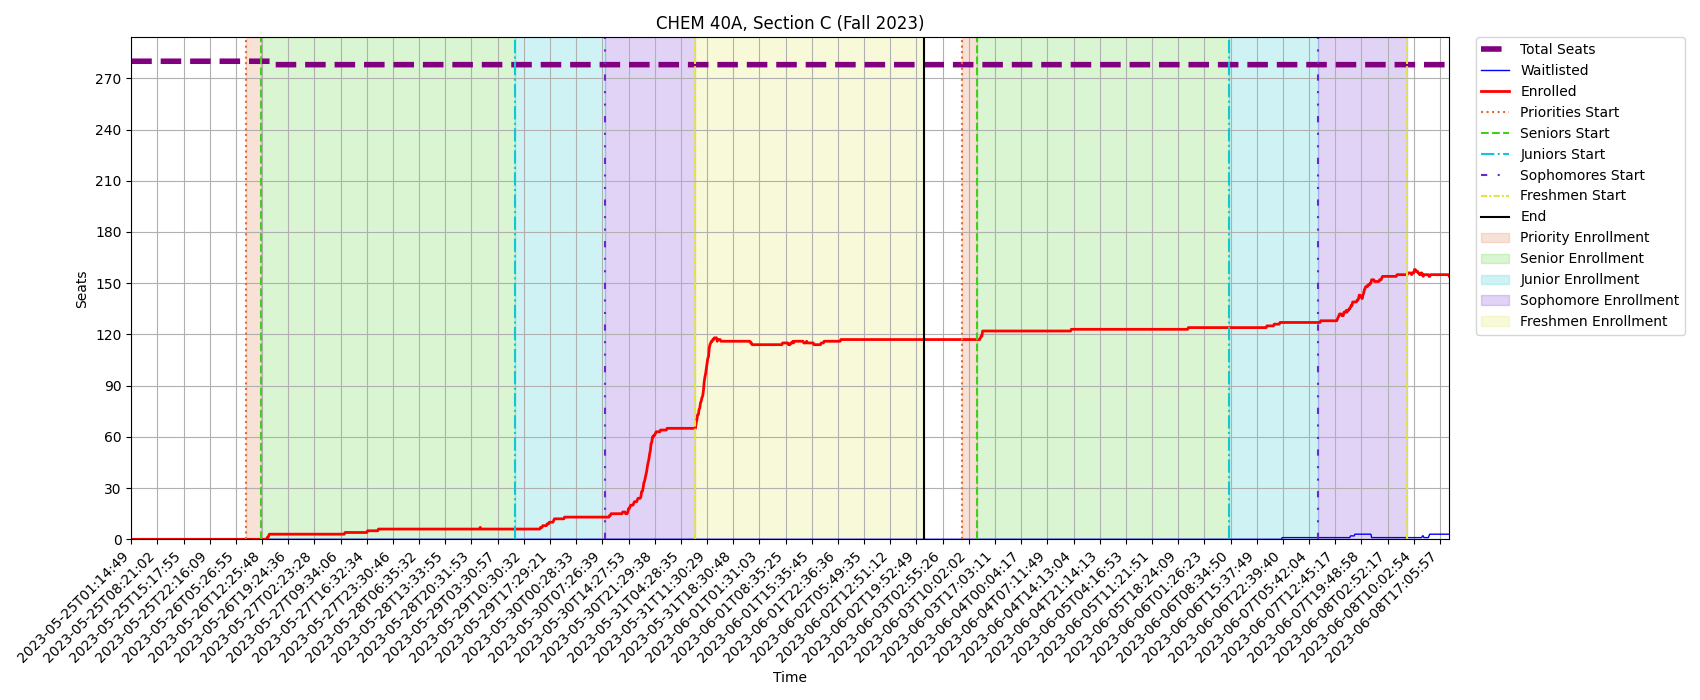 CHEM 40A, Section C (Fall 2023)
Total Seats
Waitlisted
Enrolled
Priorities Start
Seniors Start
Juniors Start
Sophomores Start
Freshmen Start
End
Priority Enrollment
Senior Enrollment
Junior Enrollment
Sophomore Enrollment
Freshmen Enrollment
Seats
270
240
210
180
150
120
90
60
30
0
2023-05-25T01:14:49
2023-05-25T08:21:02
2023-05-25T15:17:55
2023-05-25T22:16:09
2023-05-26T05:26:55
2023-05-26T12:25:48
2023-05-26T19:24:36
2023-05-27T02:23:28
2023-05-27T09:34:06
2023-05-27T16:32:34
2023-05-27T23:30:46
2023-05-28T06:35:32
2023-05-28T13:33:55
2023-05-28T20:31:53
2023-05-29T03:30:57
2023-05-29T10:30:32
2023-05-29T17:29:21
2023-05-30T00:28:33
2023-05-30T07:26:39
2023-05-30T14:27:53
2023-05-30T21:29:38
2023-05-31T04:28:35
2023-05-31T11:30:29
2023-05-31T18:30:48
2023-06-01T01:31:03
2023-06-01T08:35:25
2023-06-01T15:35:45
2023-06-01T22:36:36
2023-06-02T05:49:35
2023-06-02T12:51:12
2023-06-02T19:52:49
2023-06-03T02:55:26
2023-06-03T10:02:02
2023-06-03T17:03:11
2023-06-04T00:04:17
2023-06-04T07:11:49
2023-06-04T14:13:04
2023-06-04T21:14:13
2023-06-05T04:16:53
2023-06-05T11:21:51
2023-06-05T18:24:09
2023-06-06T01:26:23
2023-06-06T08:34:50
2023-06-06T15:37:49
2023-06-06T22:39:40
2023-06-07T05:42:04
2023-06-07T12:45:17
2023-06-07T19:48:58
2023-06-08T02:52:17
2023-06-08T10:02:54
2023-06-08T17:05:57
Time